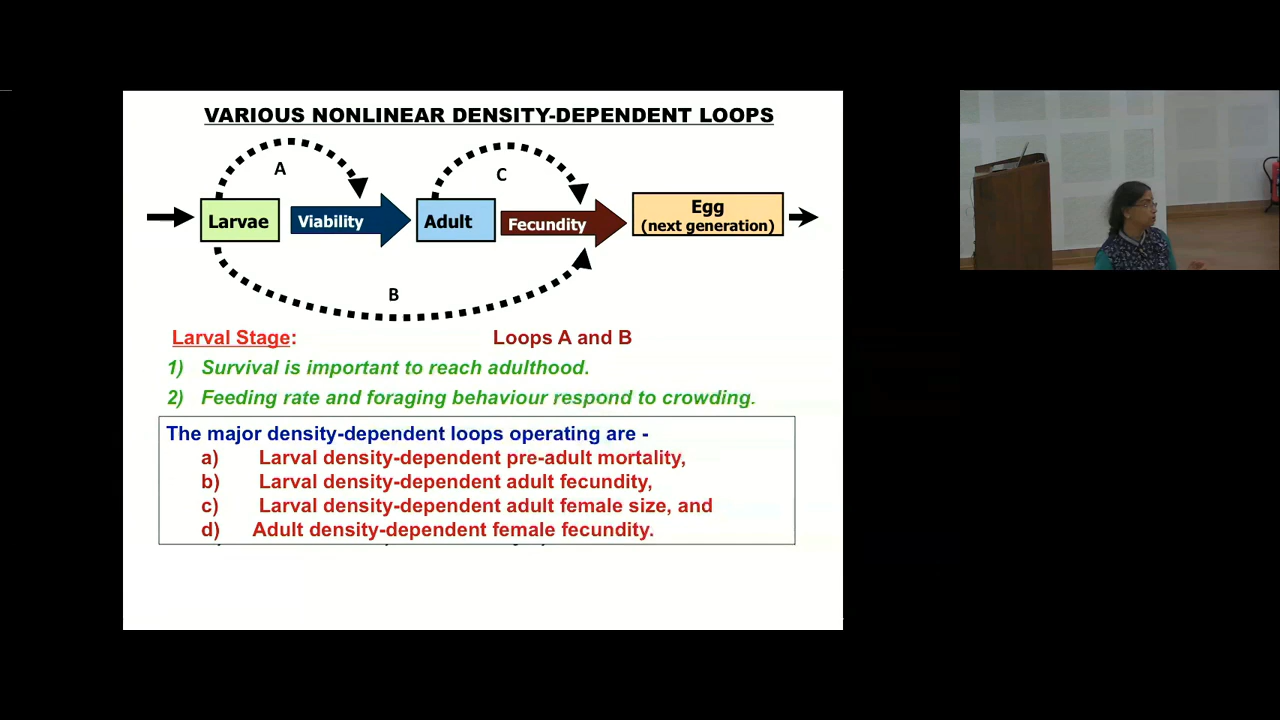 VARIOUS NONLINEAR DENSITY-DEPENDENT LOOPS
A
C
Larvae
Viability
Adult
Fecundity
Egg
(next generation)
B
Larval Stage: Loops A and B
1) Survival is important to reach adulthood.
2) Feeding rate and foraging behaviour respond to crowding.
The major density-dependent loops operating are -
a) Larval density-dependent pre-adult mortality,
b) Larval density-dependent adult fecundity,
c) Larval density-dependent adult female size, and
d) Adult density-dependent female fecundity.